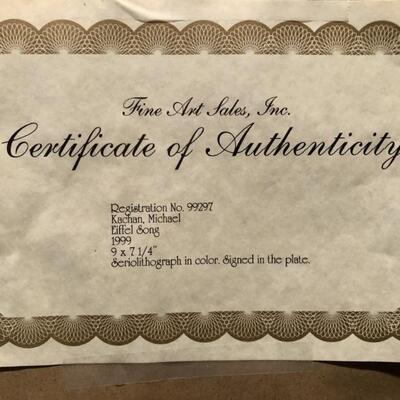 Fine Art Sales, Inc.
Certificate of Authenticity
Registration No. 99297
Kachan, Michael
Eiffel Song
1999
9 x 7 1/4"
Seriolithograph in color. Signed in the plate.